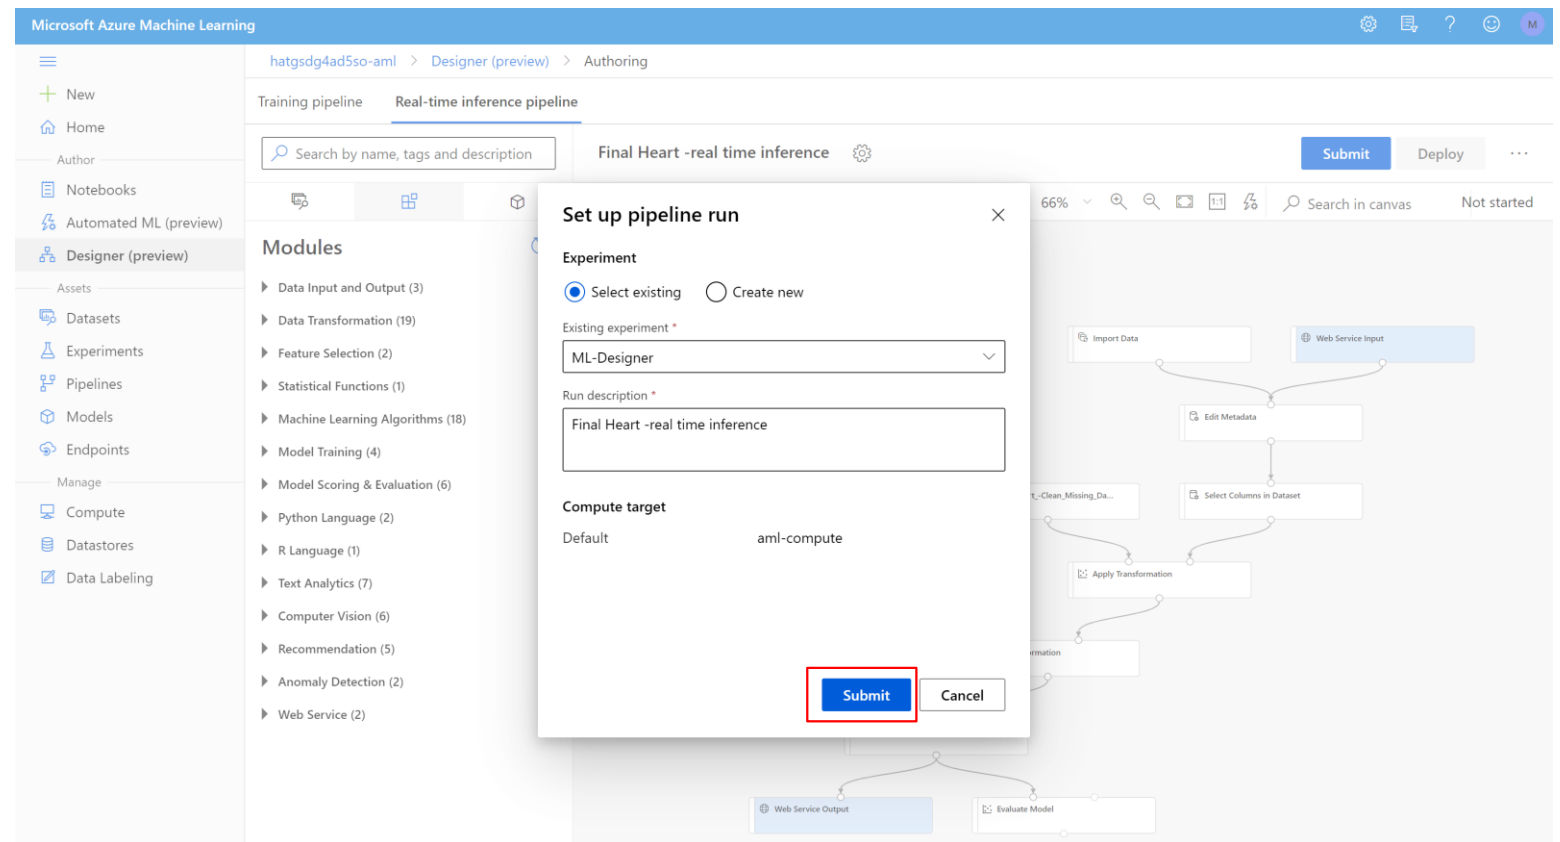 Microsoft Azure Machine Learning
M
hatgsdg4ad5so-aml > Designer (preview) > Authoring
New
Home
Author
Notebooks
Automated ML (preview)
Designer (preview)
Assets
Datasets
Experiments
Pipelines
Models
Endpoints
Manage
Compute
Datastores
Data Labeling
Training pipeline Real-time inference pipeline
Search by name, tags and description
Final Heart -real time inference
Submit Deploy ...
66% 1:1 Search in canvas Not started
Modules
Data Input and Output (3)
Data Transformation (19)
Feature Selection (2)
Statistical Functions (1)
Machine Learning Algorithms (18)
Model Training (4)
Model Scoring & Evaluation (6)
Python Language (2)
R Language (1)
Text Analytics (7)
Computer Vision (6)
Recommendation (5)
Anomaly Detection (2)
Web Service (2)
Set up pipeline run
Experiment
Select existing Create new
Existing experiment *
ML-Designer
Run description *
Final Heart -real time inference
Compute target
Default aml-compute
Submit Cancel
Import Data Web Service Input
Edit Metadata
-Clean_Missing_Da... Select Columns in Dataset
Apply Transformation
Web Service Output Evaluate Model